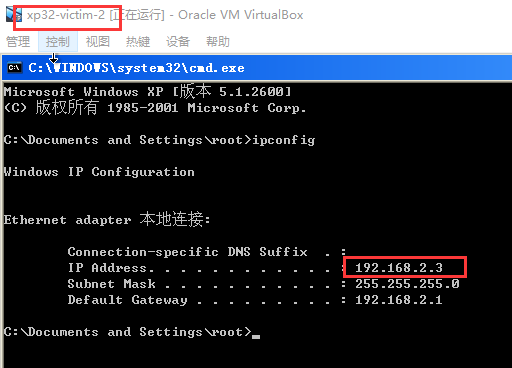 xp32-victim-2 [正在运行] - Oracle VM VirtualBox
管理 控制 视图 热键 设备 帮助
C:\WINDOWS\system32\cmd.exe
Microsoft Windows XP [版本 5.1.2600]
(C) 版权所有 1985-2001 Microsoft Corp.
C:\Documents and Settings\root>ipconfig
Windows IP Configuration
Ethernet adapter 本地连接:
Connection-specific DNS Suffix  . :
IP Address. . . . . . . . . . . . : 192.168.2.3
Subnet Mask . . . . . . . . . . . : 255.255.255.0
Default Gateway . . . . . . . . . : 192.168.2.1
C:\Documents and Settings\root>_